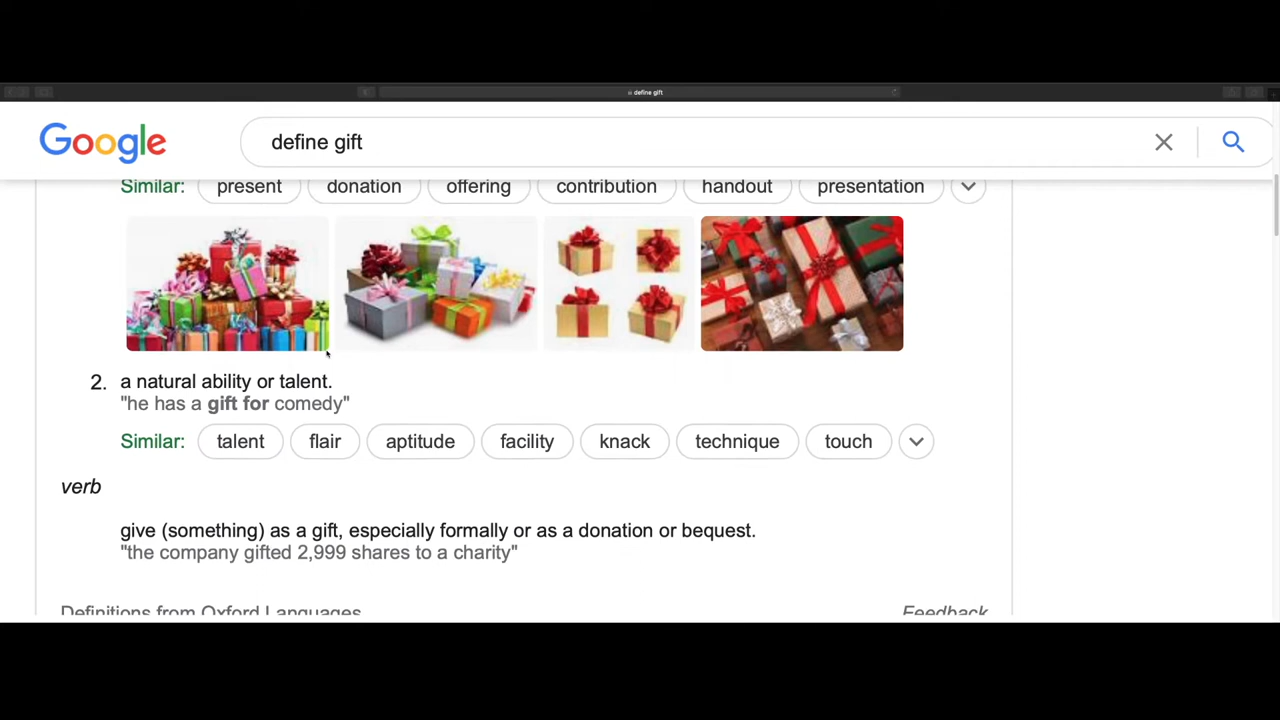 define gift
Google
define gift
Similar: present donation offering contribution handout presentation
2. a natural ability or talent.
"he has a gift for comedy"
Similar: talent flair aptitude facility knack technique touch
verb
give (something) as a gift, especially formally or as a donation or bequest.
"the company gifted 2,999 shares to a charity"
Definitions from Oxford Languages Feedback